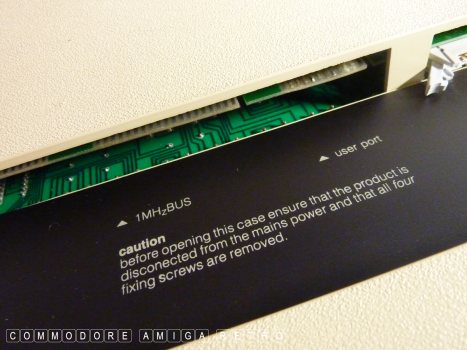 user port
1MHzBUS
caution
before opening this case ensure that the product is
disconected from the mains power and that all four
fixing screws are removed.
COMMODORE AMIGA RETRO